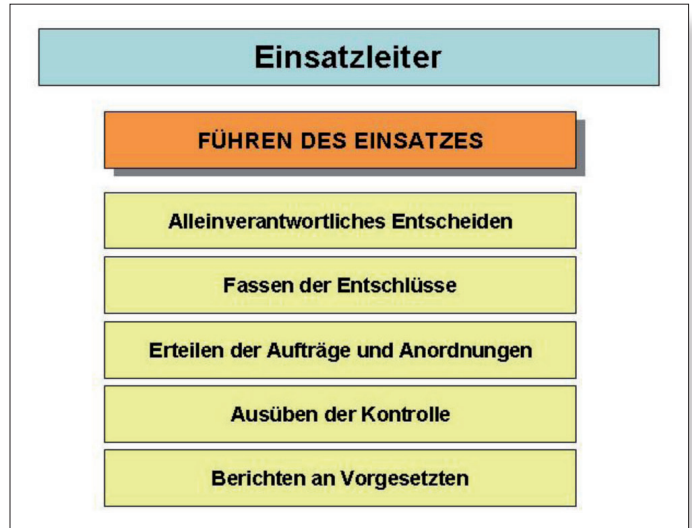 Einsatzleiter
FÜHREN DES EINSATZES
Alleinverantwortliches Entscheiden
Fassen der Entschlüsse
Erteilen der Aufträge und Anordnungen
Ausüben der Kontrolle
Berichten an Vorgesetzten